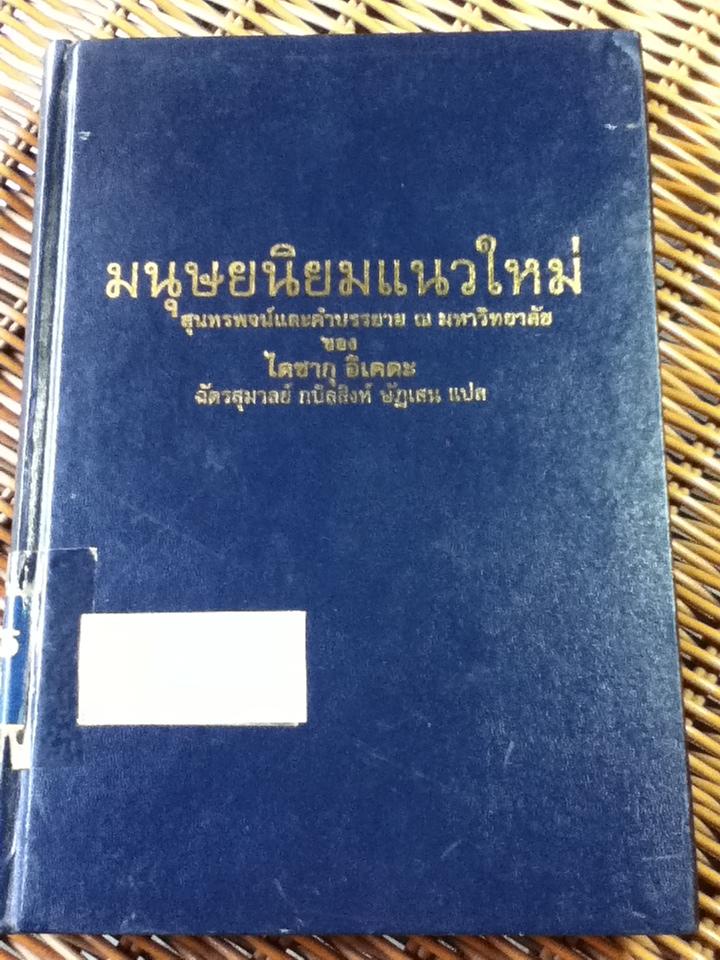 มนุษยนิยมแนวใหม่
สุนทรพจน์และคำบรรยาย ณ มหาวิทยาลัย
ของ
ไดซากุ อิเคดะ
ฉัตรสุมาลย์ กบิลสิงห์ ษัฏเสน แปล